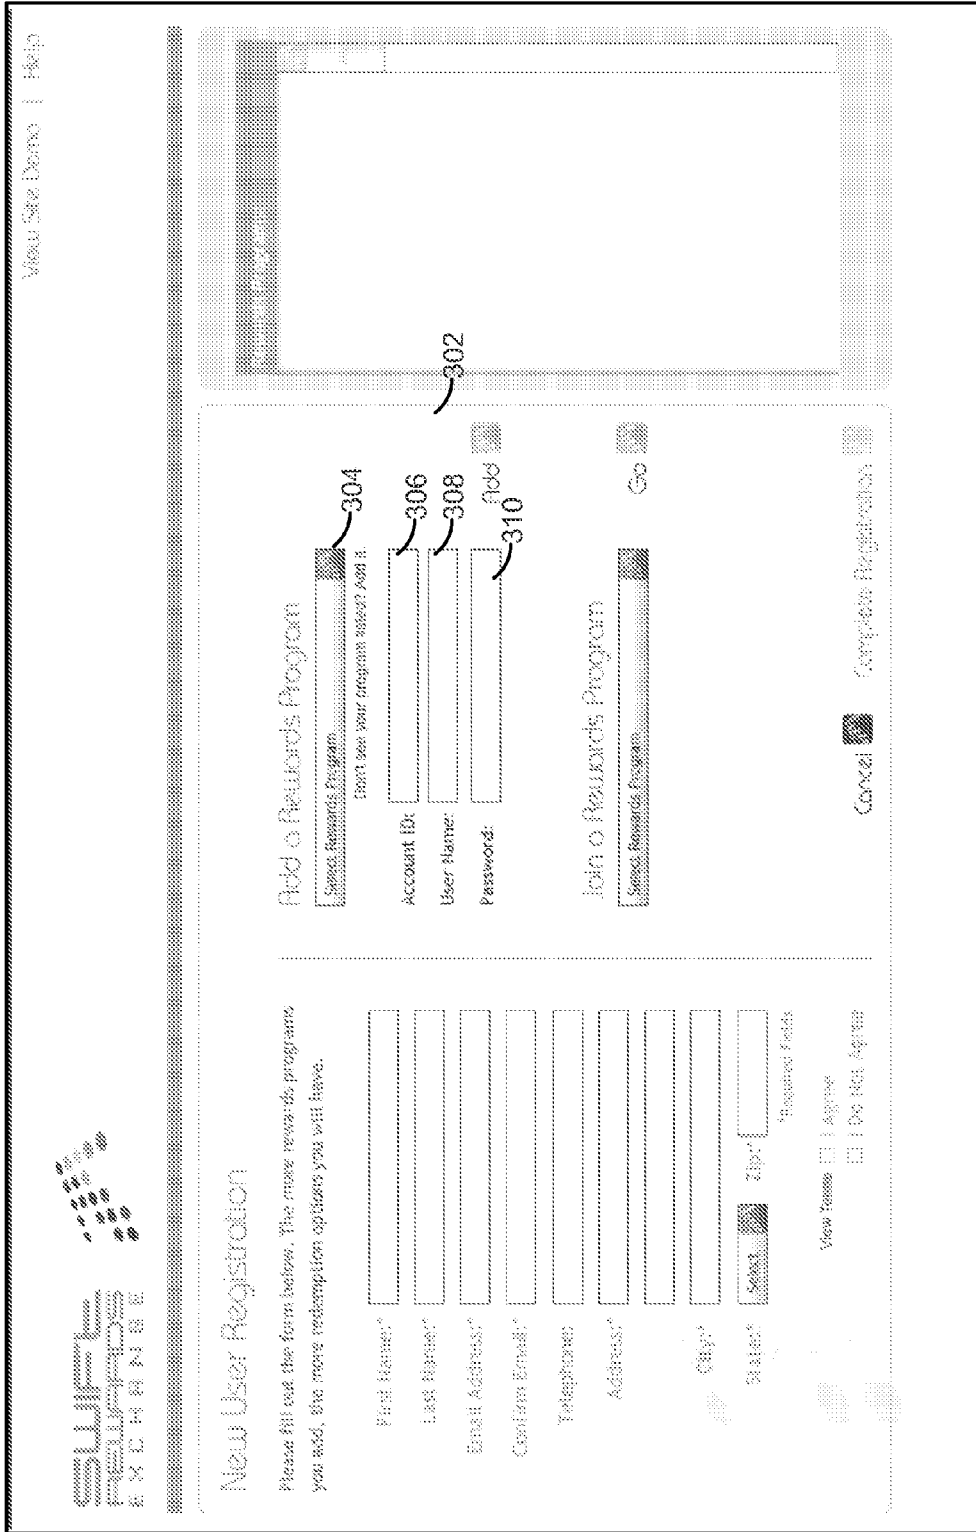 SWIFT
REWARDS
EXCHANGE
View Site Demo | Help
New User Registration
Please fill out the form below. The more rewards programs
you add, the more redemption options you will have.
First Name:*
Last Name:*
Email Address:*
Confirm Email:*
Telephone:
Address:*
City:*
State:* Select Zip:*
*Required Fields
View Terms I Agree
I Do Not Agree
Add a Rewards Program
Select Rewards Program
304
Don't see your program listed? Add it.
302
Account ID:
306
User Name:
308
Password:
310
Add
Join a Rewards Program
Select Rewards Program
Go
Cancel Complete Registration